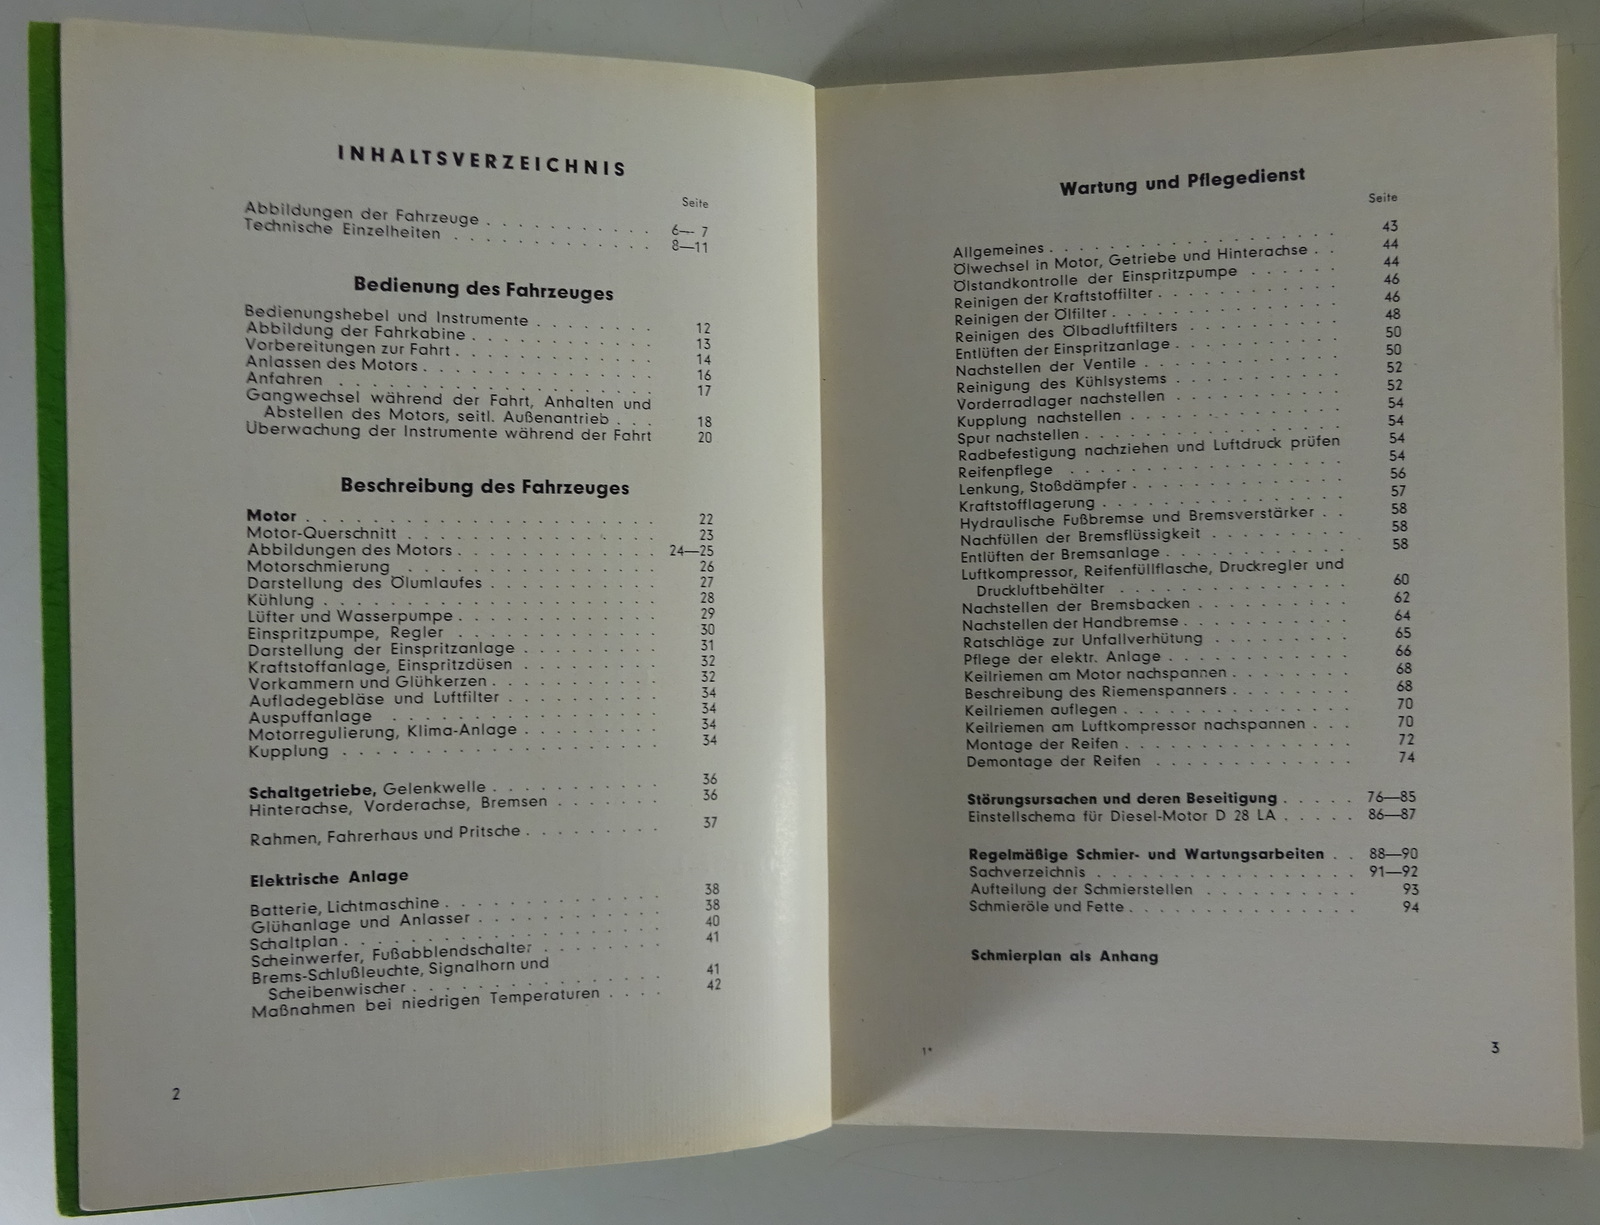 INHALTSVERZEICHNIS
Seite
Abbildungen der Fahrzeuge . . . . . . . . . . . 6— 7
Technische Einzelheiten . . . . . . . . . . . . . 8—11
Bedienung des Fahrzeuges
Bedienungshebel und Instrumente . . . . . . . . 12
Abbildung der Fahrkabine . . . . . . . . . . . . 13
Vorbereitungen zur Fahrt . . . . . . . . . . . . . 14
Anlassen des Motors . . . . . . . . . . . . . . . 16
Anfahren . . . . . . . . . . . . . . . . . . . . 17
Gangwechsel während der Fahrt, Anhalten und
Abstellen des Motors, seitl. Außenantrieb . . . 18
Überwachung der Instrumente während der Fahrt 20
Beschreibung des Fahrzeuges
Motor . . . . . . . . . . . . . . . . . . . . . . 22
Motor-Querschnitt . . . . . . . . . . . . . . . . 23
Abbildungen des Motors . . . . . . . . . . . . . 24—25
Motorschmierung . . . . . . . . . . . . . . . . 26
Darstellung des Ölumlaufes . . . . . . . . . . . 27
Kühlung . . . . . . . . . . . . . . . . . . . . . 28
Lüfter und Wasserpumpe . . . . . . . . . . . . . 29
Einspritzpumpe, Regler . . . . . . . . . . . . . 30
Darstellung der Einspritzanlage . . . . . . . . . 31
Kraftstoffanlage, Einspritzdüsen . . . . . . . . . 32
Vorkammern und Glühkerzen . . . . . . . . . . . 32
Aufladegebläse und Luftfilter . . . . . . . . . . 34
Auspuffanlage . . . . . . . . . . . . . . . . . 34
Motorregulierung, Klima-Anlage . . . . . . . . . 34
Kupplung . . . . . . . . . . . . . . . . . . . . 34
Schaltgetriebe, Gelenkwelle . . . . . . . . . . . 36
Hinterachse, Vorderachse, Bremsen . . . . . . . 36
Rahmen, Fahrerhaus und Pritsche . . . . . . . . . 37
Elektrische Anlage
Batterie, Lichtmaschine . . . . . . . . . . . . . . 38
Glühanlage und Anlasser . . . . . . . . . . . . 38
Schaltplan . . . . . . . . . . . . . . . . . . . . 40
Scheinwerfer, Fußabblendschalter . . . . . . . . 41
Brems-Schlußleuchte, Signalhorn und
Scheibenwischer . . . . . . . . . . . . . . . . 41
Maßnahmen bei niedrigen Temperaturen . . . . 42
2
Wartung und Pflegedienst
Seite
Allgemeines . . . . . . . . . . . . . . . . . . . 43
Ölwechsel in Motor, Getriebe und Hinterachse . . 44
Ölstandkontrolle der Einspritzpumpe . . . . . . 44
Reinigen der Kraftstoffilter . . . . . . . . . . . . 46
Reinigen der Ölfilter . . . . . . . . . . . . . . . 46
Reinigen des Ölbadluftfilters . . . . . . . . . . 48
Entlüften der Einspritzanlage . . . . . . . . . . . 50
Nachstellen der Ventile . . . . . . . . . . . . . 50
Reinigung des Kühlsystems . . . . . . . . . . . 52
Vorderradlager nachstellen . . . . . . . . . . . 52
Kupplung nachstellen . . . . . . . . . . . . . . 54
Spur nachstellen . . . . . . . . . . . . . . . . . 54
Radbefestigung nachziehen und Luftdruck prüfen 54
Reifenpflege . . . . . . . . . . . . . . . . . . 54
Lenkung, Stoßdämpfer . . . . . . . . . . . . . . 56
Kraftstofflagerung . . . . . . . . . . . . . . . . 57
Hydraulische Fußbremse und Bremsverstärker . . 58
Nachfüllen der Bremsflüssigkeit . . . . . . . . . 58
Entlüften der Bremsanlage . . . . . . . . . . . . 58
Luftkompressor, Reifenfüllflasche, Druckregler und
Druckluftbehälter . . . . . . . . . . . . . . 60
Nachstellen der Bremsbacken . . . . . . . . . . 62
Nachstellen der Handbremse . . . . . . . . . . . 64
Ratschläge zur Unfallverhütung . . . . . . . . . 65
Pflege der elektr. Anlage . . . . . . . . . . . . . 66
Keilriemen am Motor nachspannen . . . . . . . . 68
Beschreibung des Riemenspanners . . . . . . . . 68
Keilriemen auflegen . . . . . . . . . . . . . . . 70
Keilriemen am Luftkompressor nachspannen . . . 70
Montage der Reifen . . . . . . . . . . . . . . . 72
Demontage der Reifen . . . . . . . . . . . . . 74
Störungsursachen und deren Beseitigung . . . . . 76—85
Einstellschema für Diesel-Motor D 28 LA . . . . . 86—87
Regelmäßige Schmier- und Wartungsarbeiten . . 88—90
Sachverzeichnis . . . . . . . . . . . . . . . . . 91—92
Aufteilung der Schmierstellen . . . . . . . . . . 93
Schmieröle und Fette . . . . . . . . . . . . . . . 94
Schmierplan als Anhang
1*
3